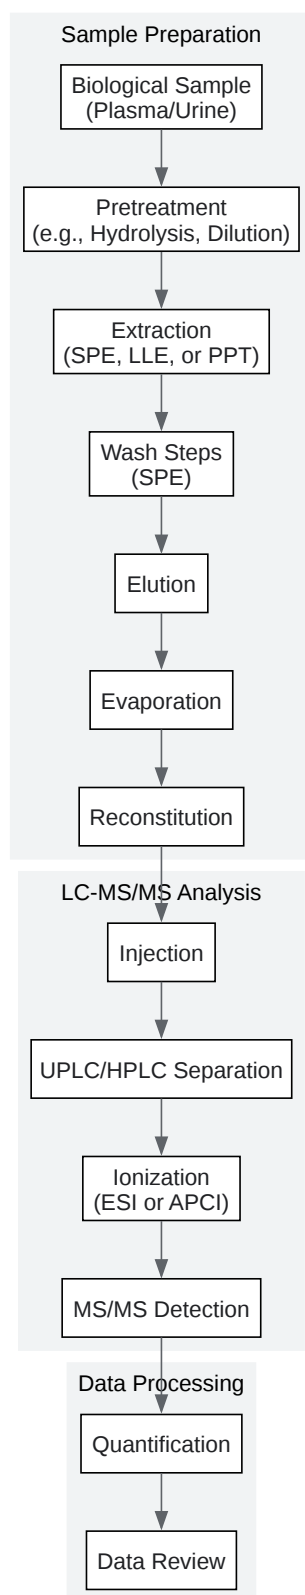 Sample Preparation
Biological Sample
(Plasma/Urine)
Pretreatment
(e.g., Hydrolysis, Dilution)
Extraction
(SPE, LLE, or PPT)
Wash Steps
(SPE)
Elution
Evaporation
Reconstitution
LC-MS/MS Analysis
Injection
UPLC/HPLC Separation
Ionization
(ESI or APCI)
MS/MS Detection
Data Processing
Quantification
Data Review